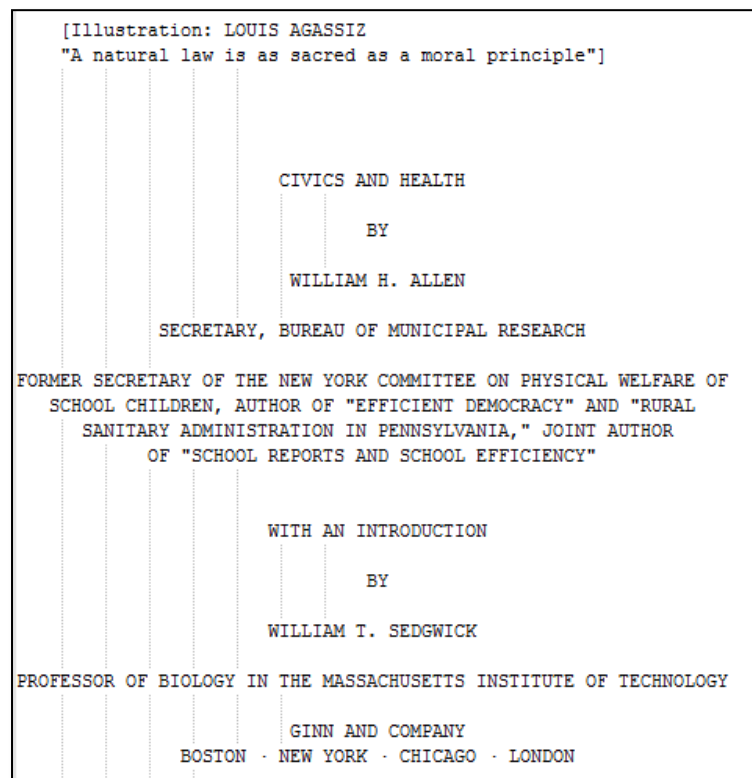 [Illustration: LOUIS AGASSIZ
"A natural law is as sacred as a moral principle"]
CIVICS AND HEALTH
BY
WILLIAM H. ALLEN
SECRETARY, BUREAU OF MUNICIPAL RESEARCH
FORMER SECRETARY OF THE NEW YORK COMMITTEE ON PHYSICAL WELFARE OF
SCHOOL CHILDREN, AUTHOR OF "EFFICIENT DEMOCRACY" AND "RURAL
SANITARY ADMINISTRATION IN PENNSYLVANIA," JOINT AUTHOR
OF "SCHOOL REPORTS AND SCHOOL EFFICIENCY"
WITH AN INTRODUCTION
BY
WILLIAM T. SEDGWICK
PROFESSOR OF BIOLOGY IN THE MASSACHUSETTS INSTITUTE OF TECHNOLOGY
GINN AND COMPANY
BOSTON · NEW YORK · CHICAGO · LONDON